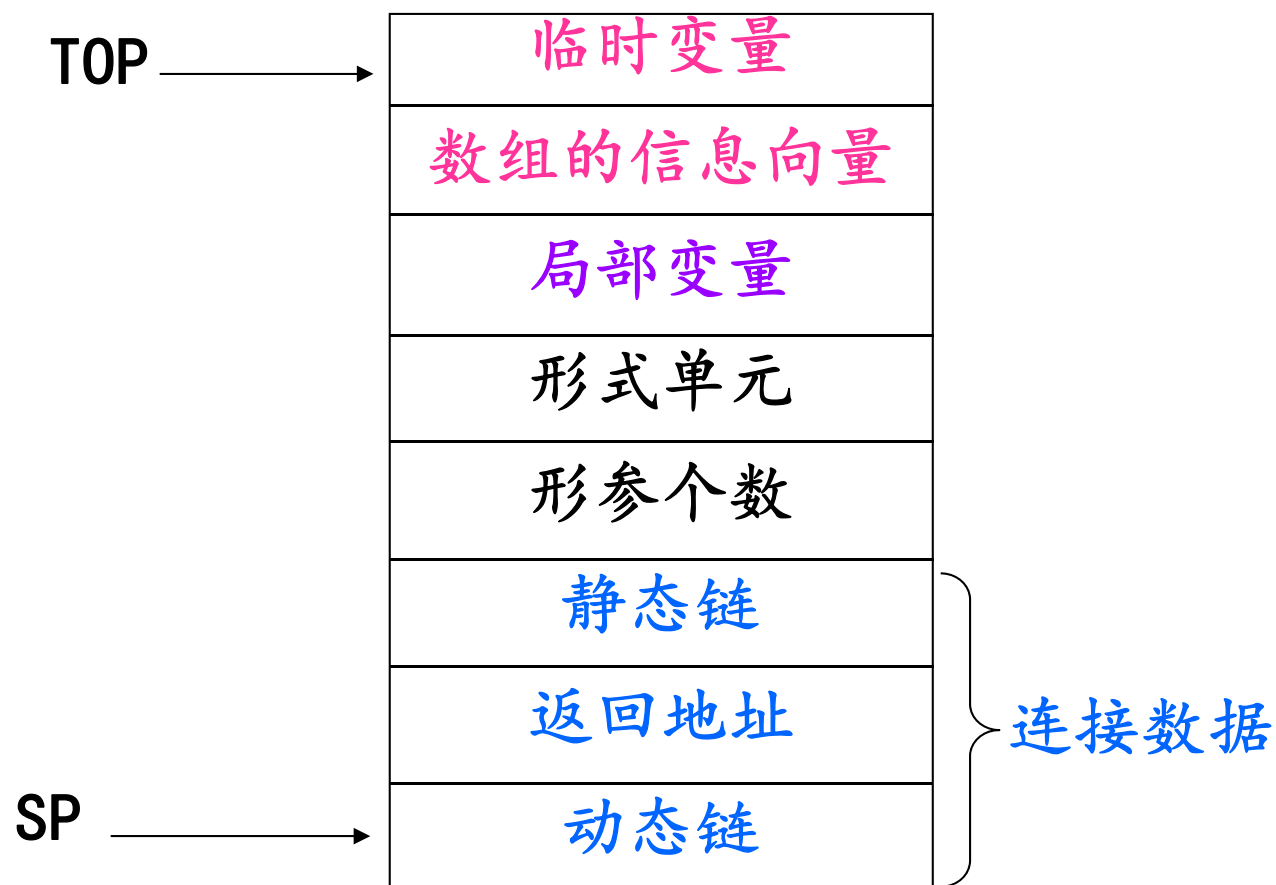 临时变量
TOP
数组的信息向量
局部变量
形式单元
形参个数
静态链
返回地址
连接数据
SP
动态链